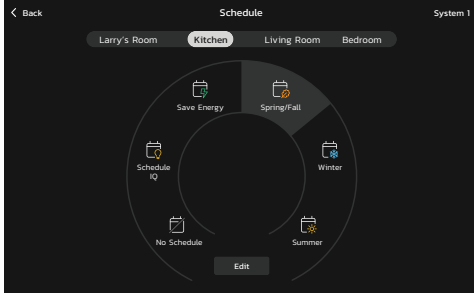 Back
Schedule
System 1
Larry's Room
Kitchen
Living Room
Bedroom
Save Energy
Spring/Fall
Schedule
IQ
Winter
No Schedule
Summer
Edit